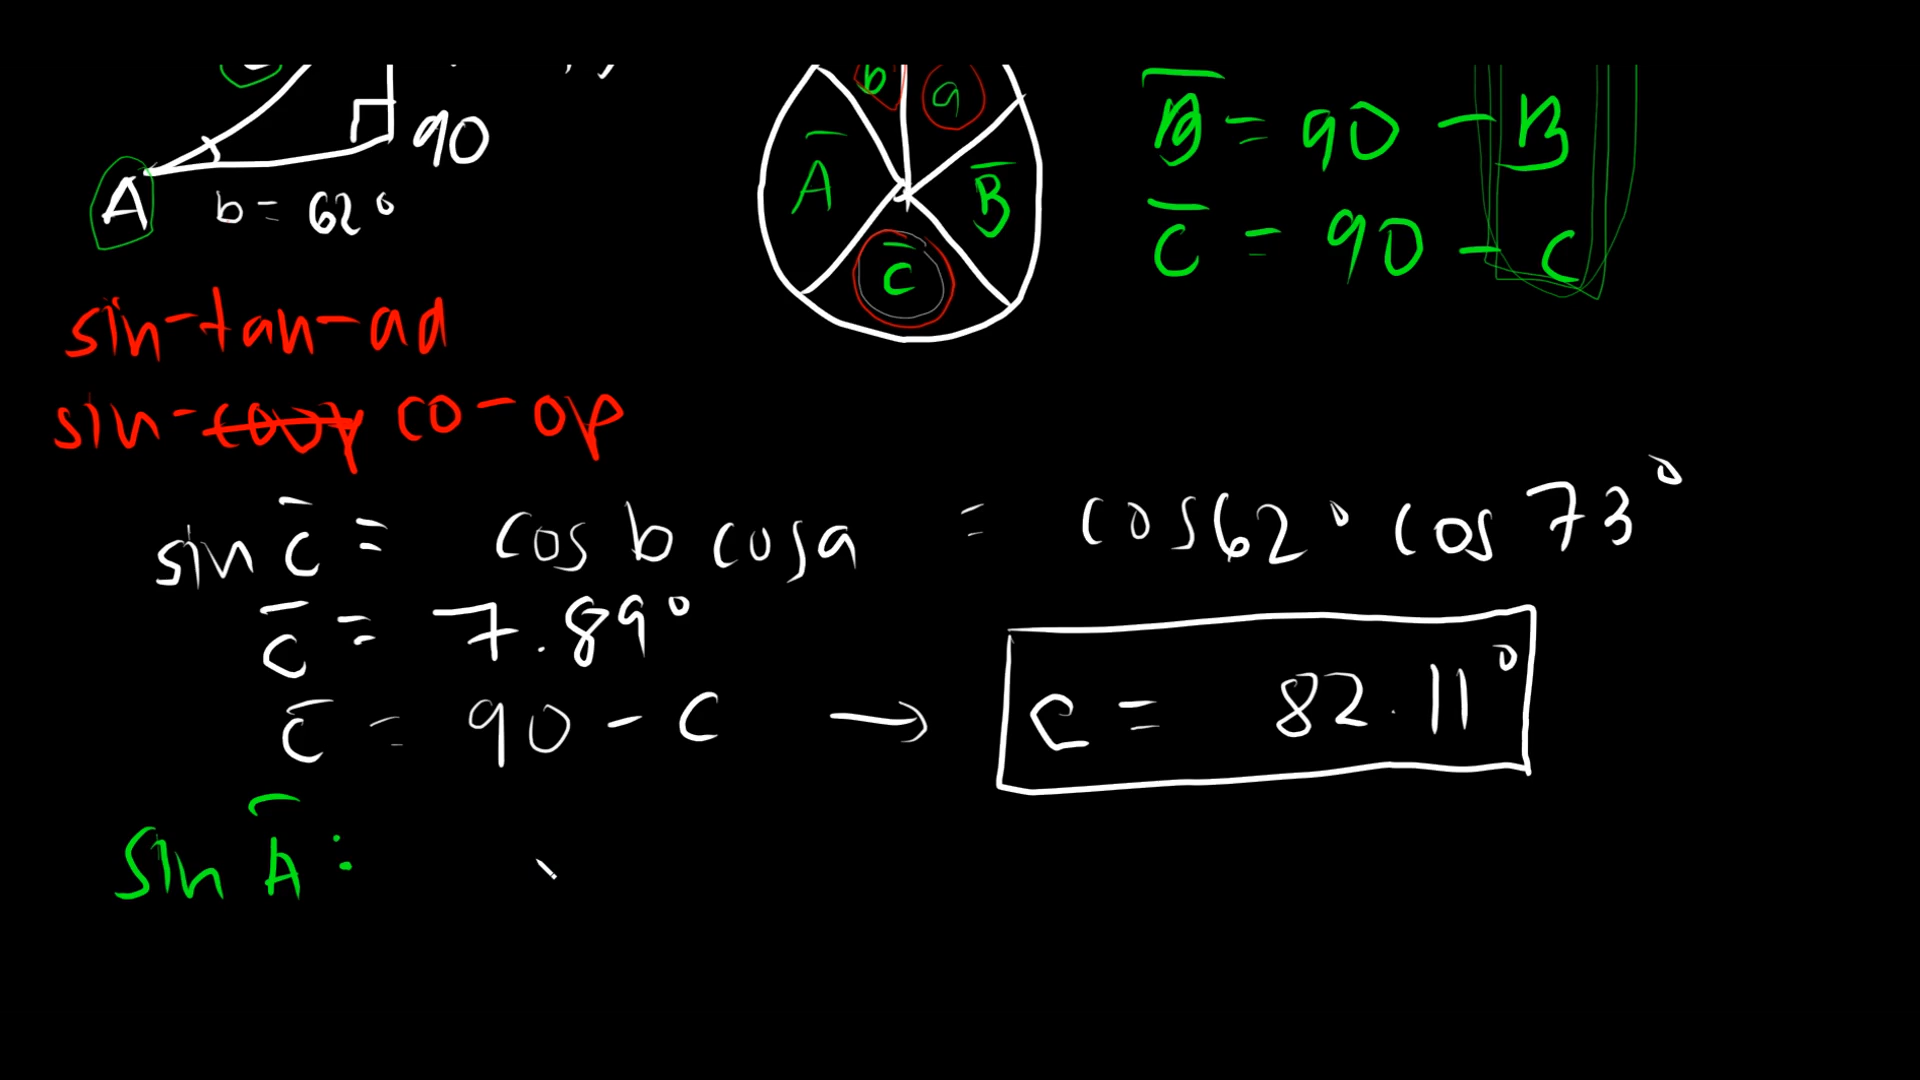 90
A b = 62°
b a
A̅ B̅
c̅
B̅ = 90 - B
c̅ = 90 - c
sin-tan-ad
sin- co-op
sin c̅ = cos b cos a = cos 62° cos 73°
c̅ = 7.89°
c̅ = 90 - c → c = 82.11°
sin A̅ :